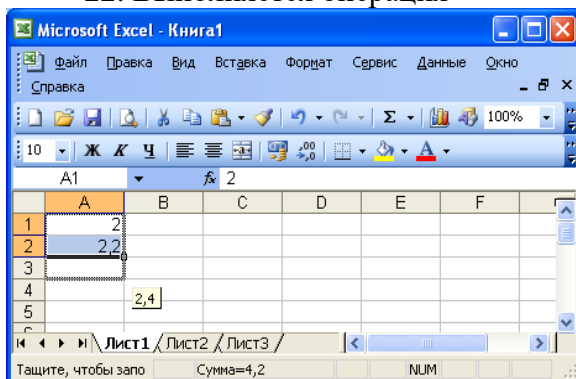 22. Выполняется операция
Microsoft Excel - Книга1
Файл Правка Вид Вставка Формат Сервис Данные Окно
Справка
100%
10 Ж К Ч
A1 fx 2
A B C D E F
1 2
2 2,2
3
4 2,4
5
Лист1 Лист2 Лист3
Тащите, чтобы запо Сумма=4,2 NUM